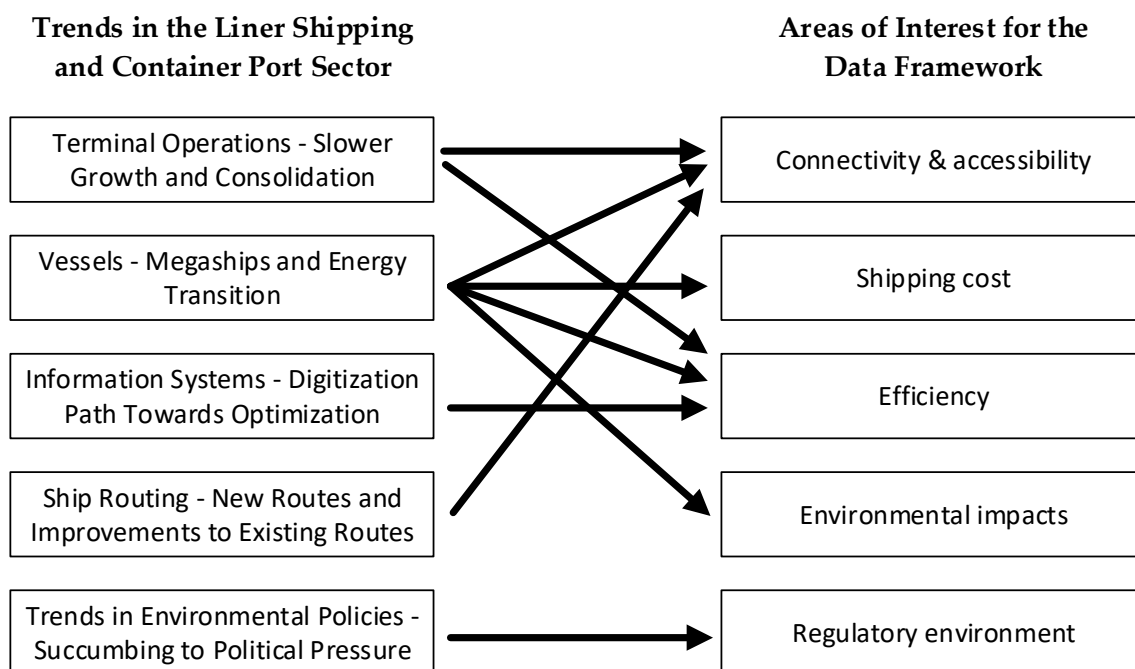 Trends in the Liner Shipping
and Container Port Sector
Areas of Interest for the
Data Framework
Terminal Operations - Slower
Growth and Consolidation
Connectivity & accessibility
Vessels - Megaships and Energy
Transition
Shipping cost
Information Systems - Digitization
Path Towards Optimization
Efficiency
Ship Routing - New Routes and
Improvements to Existing Routes
Environmental impacts
Trends in Environmental Policies -
Succumbing to Political Pressure
Regulatory environment